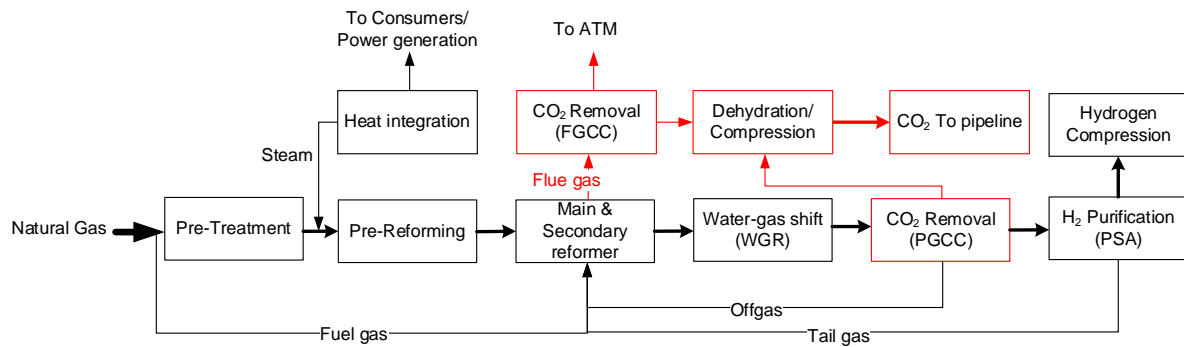 To Consumers/
Power generation
To ATM
Heat integration
CO₂ Removal
(FGCC)
Dehydration/
Compression
CO₂ To pipeline
Hydrogen
Compression
Steam
Flue gas
Natural Gas
Pre-Treatment
Pre-Reforming
Main &
Secondary
reformer
Water-gas shift
(WGR)
CO₂ Removal
(PGCC)
H₂ Purification
(PSA)
Offgas
Fuel gas
Tail gas